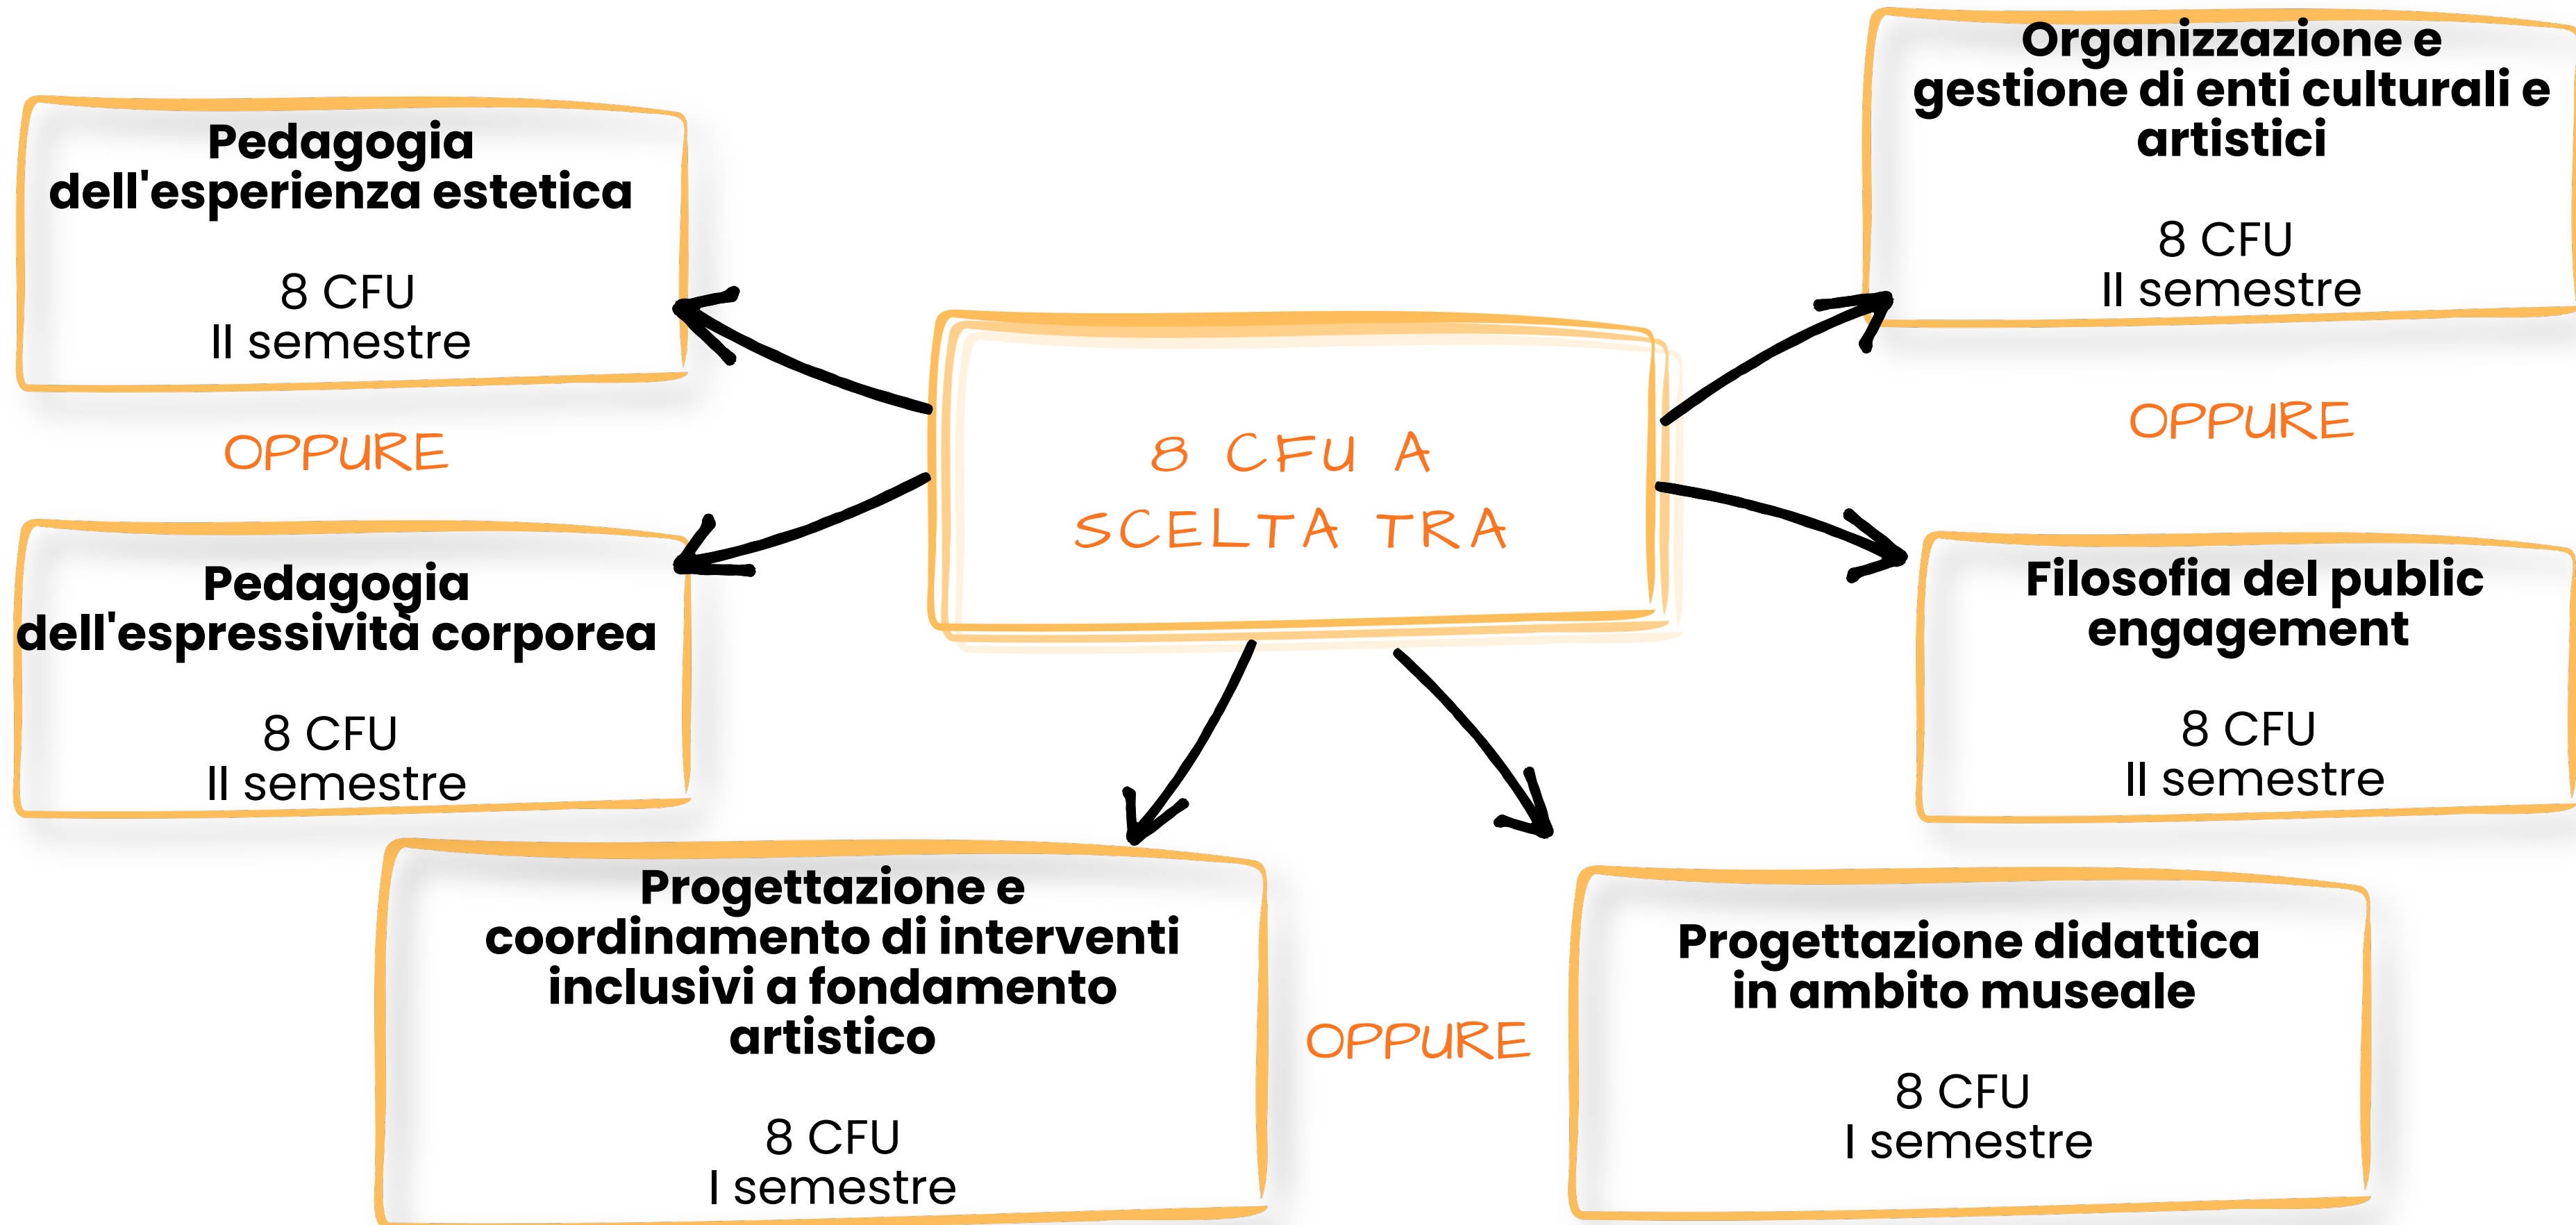 Pedagogia
dell'esperienza estetica
8 CFU
II semestre
OPPURE
Pedagogia
dell'espressività corporea
8 CFU
II semestre
8 CFU A
SCELTA TRA
Organizzazione e
gestione di enti culturali e
artistici
8 CFU
II semestre
OPPURE
Filosofia del public
engagement
8 CFU
II semestre
Progettazione e
coordinamento di interventi
inclusivi a fondamento
artistico
8 CFU
I semestre
OPPURE
Progettazione didattica
in ambito museale
8 CFU
I semestre